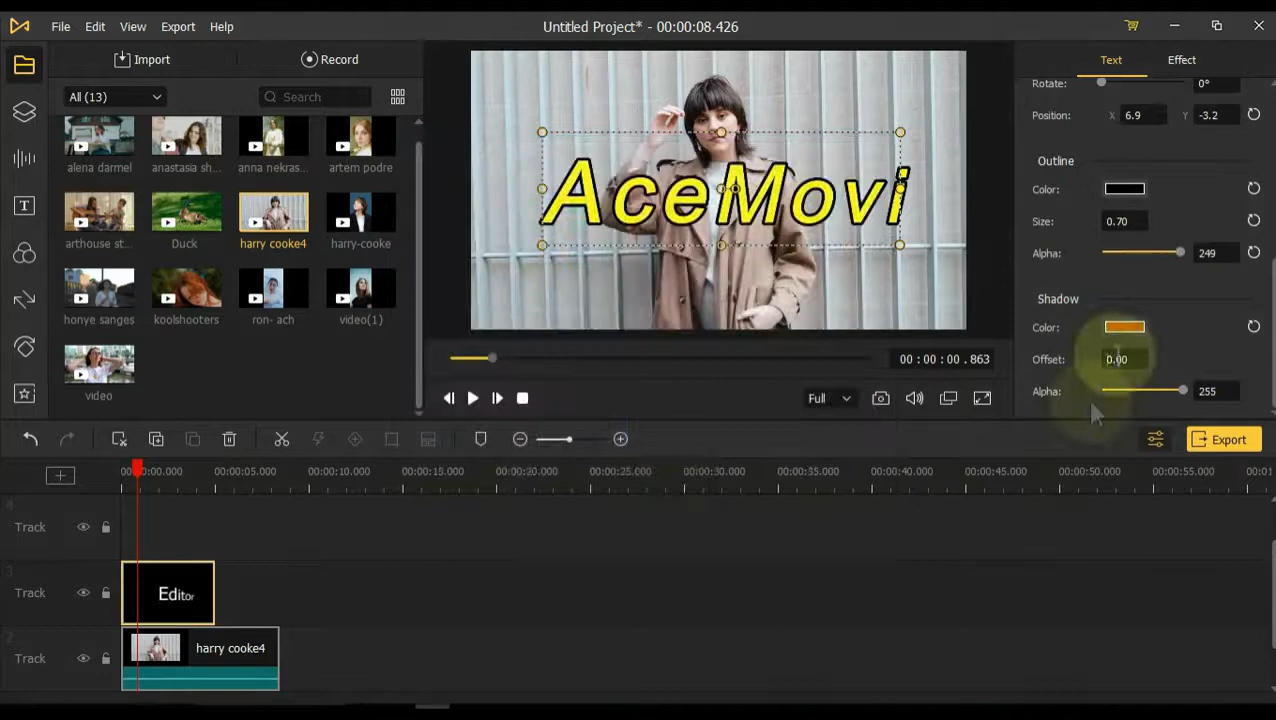 File Edit View Export Help
Untitled Project* - 00:00:08.426
Import
Record
Text
Effect
All (13)
Search
Rotate:
0°
Position:
X 6.9
Y -3.2
alena darmel
anastasia sh...
anna nekras...
artem podre
AceMovi
Outline
Color:
Size:
0.70
arthouse st...
Duck
harry cooke4
harry-cooke
Alpha:
249
Shadow
honye sanges
koolshooters
ron- ach
video(1)
Color:
Offset:
0.00
00 : 00 : 00 . 863
video
Full
Alpha:
255
Export
00:00:00.000
00:00:05.000
00:00:10.000
00:00:15.000
00:00:20.000
00:00:25.000
00:00:30.000
00:00:35.000
00:00:40.000
00:00:45.000
00:00:50.000
00:00:55.000
Track
3
Track
Editor
2
Track
harry cooke4